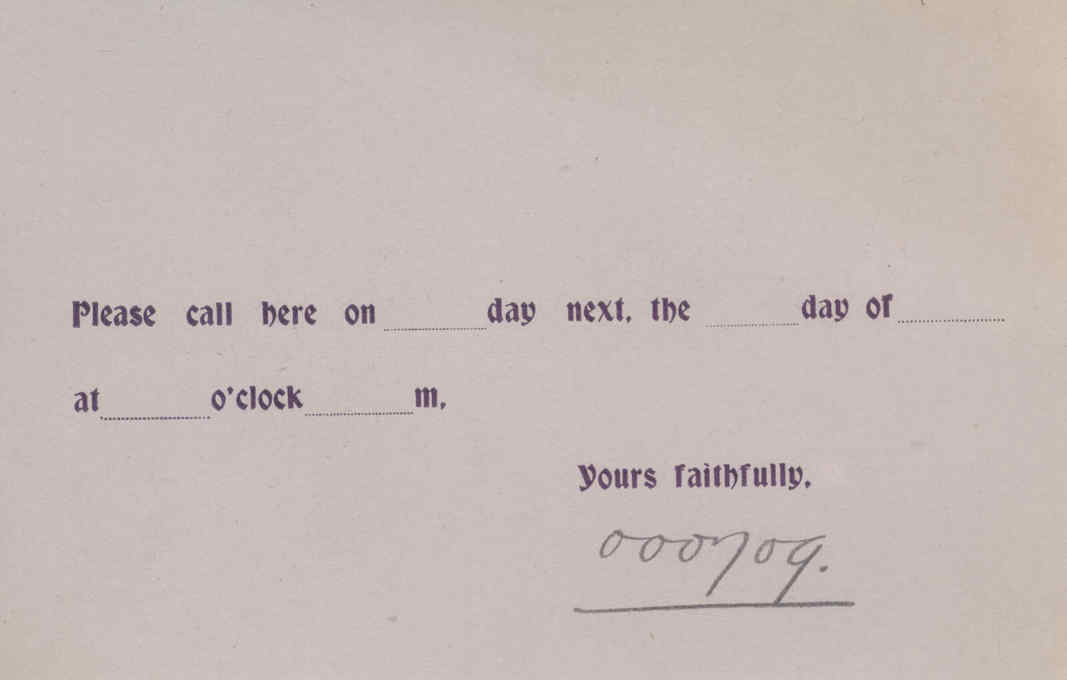 Please call here on ........ day next, the ........ day of ........
at ........ o'clock ........ m,
Yours faithfully,
000709.